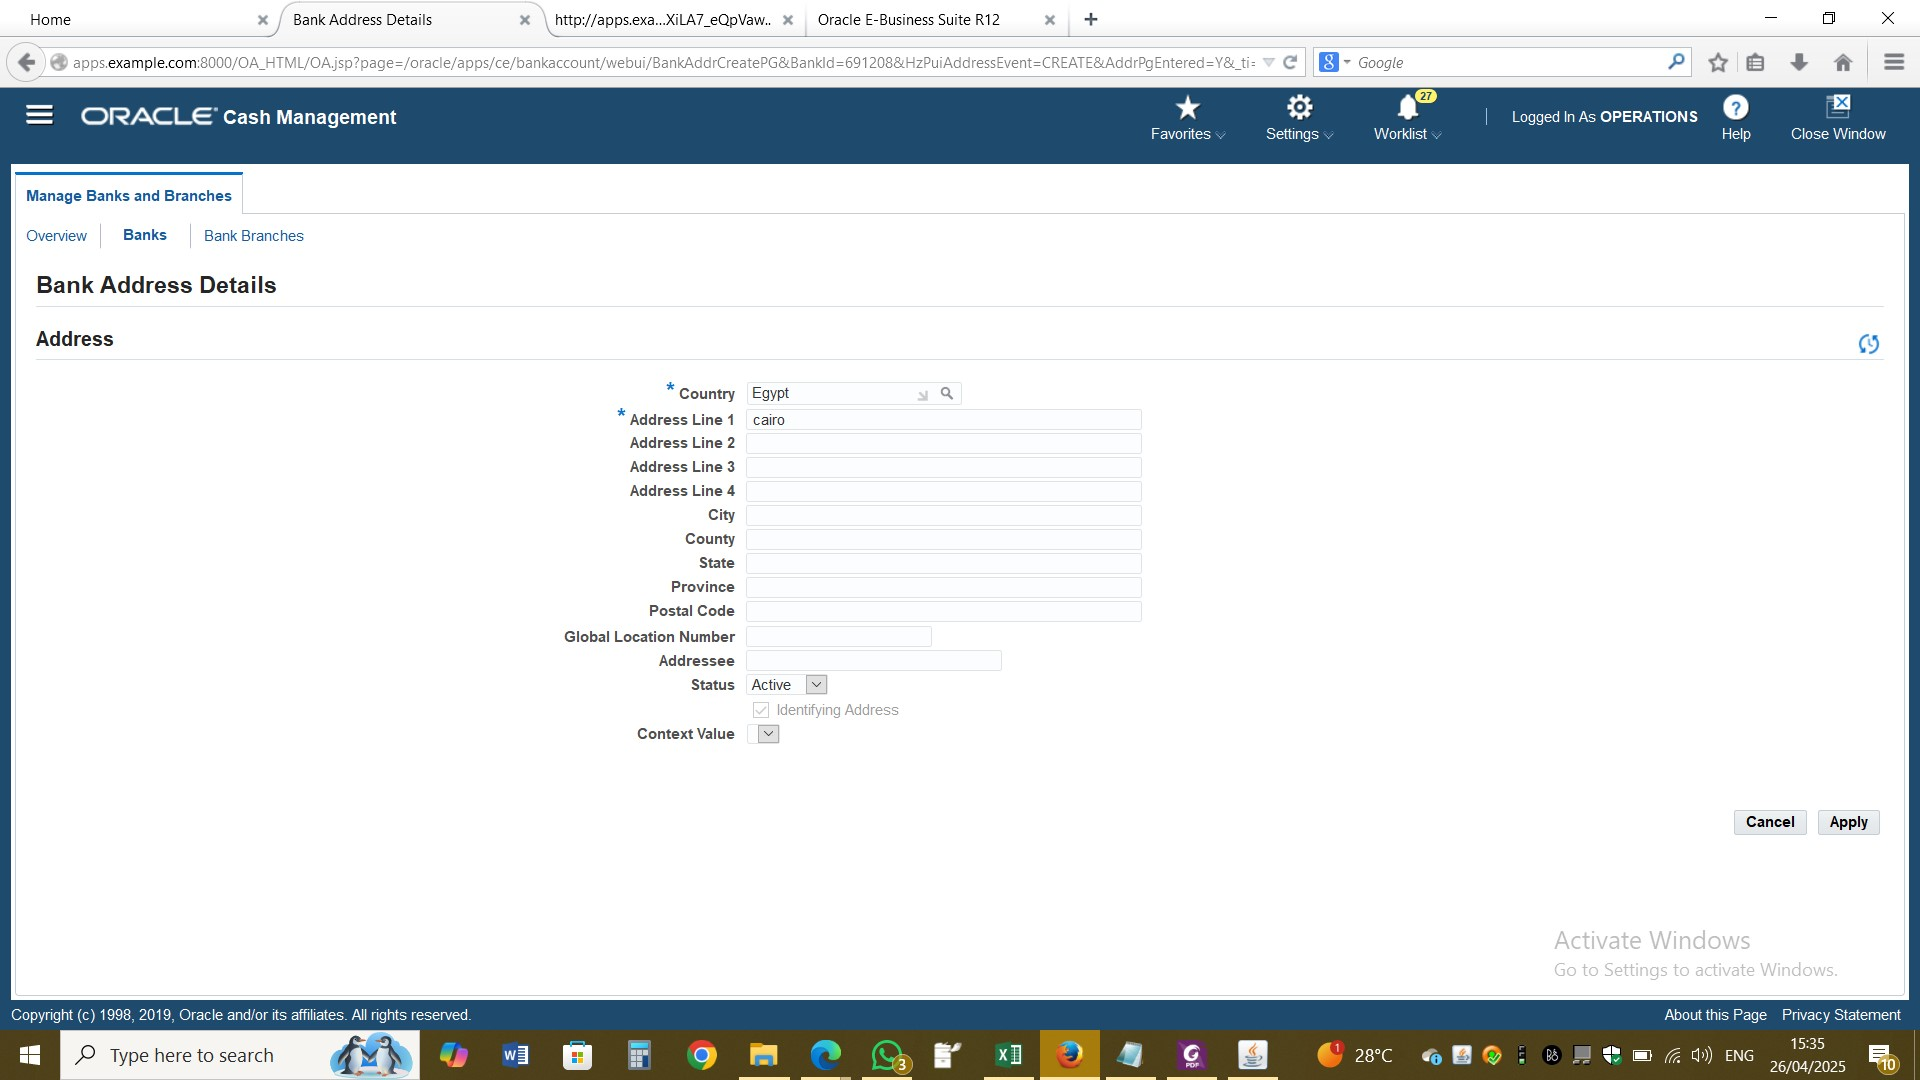 Home
Bank Address Details
http://apps.exa...XiLA7_eQpVaw..
Oracle E-Business Suite R12
apps.example.com:8000/OA_HTML/OA.jsp?page=/oracle/apps/ce/bankaccount/webui/BankAddrCreatePG&BankId=691208&HzPuiAddressEvent=CREATE&AddrPgEntered=Y&_ti=
Google
ORACLE Cash Management
Favorites
Settings
27
Worklist
Logged In As OPERATIONS
Help
Close Window
Manage Banks and Branches
Overview
Banks
Bank Branches
Bank Address Details
Address
* Country Egypt
* Address Line 1 cairo
Address Line 2
Address Line 3
Address Line 4
City
County
State
Province
Postal Code
Global Location Number
Addressee
Status Active
Identifying Address
Context Value
Cancel
Apply
Activate Windows
Go to Settings to activate Windows.
Copyright (c) 1998, 2019, Oracle and/or its affiliates. All rights reserved.
About this Page
Privacy Statement
Type here to search
3
1
28°C
ENG
15:35
26/04/2025
10